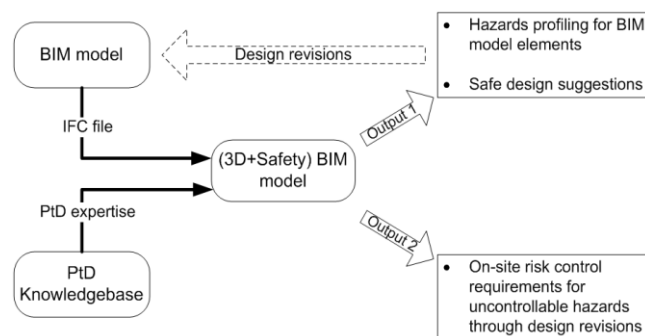 BIM model
Design revisions
• Hazards profiling for BIM
model elements
• Safe design suggestions
IFC file
Output 1
(3D+Safety) BIM
model
PtD expertise
Output 2
PtD
Knowledgebase
• On-site risk control
requirements for
uncontrollable hazards
through design revisions